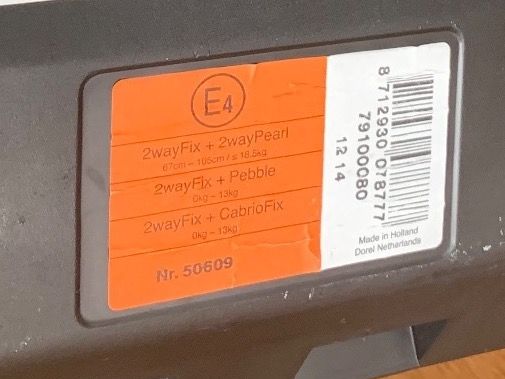 E4
2wayFix + 2wayPearl
67cm – 105cm / ≤ 18.5kg
2wayFix + Pebble
0kg – 13kg
2wayFix + CabrioFix
0kg – 13kg
Nr. 50609
8 712930 078777
79100080
12 14
Made in Holland
Dorel Netherlands